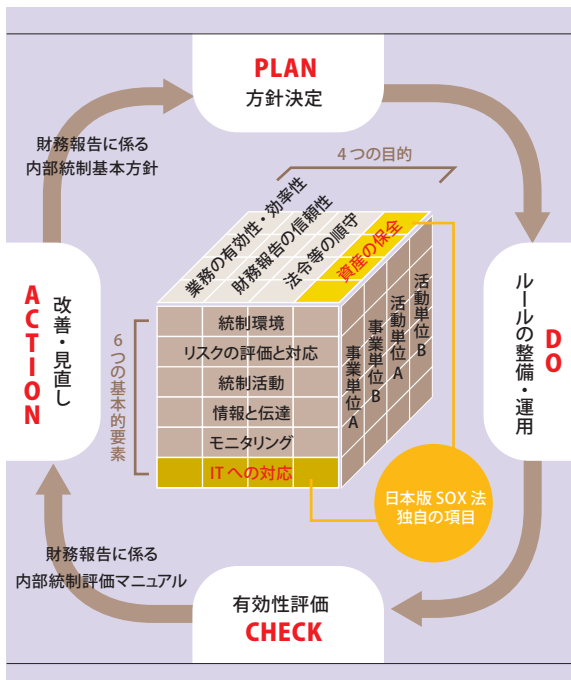 PLAN
方針決定
財務報告に係る
内部統制基本方針
4つの目的
業務の有効性・効率性
財務報告の信頼性
法令等の順守
資産の保全
ACTION
改善・見直し
6つの基本的要素
統制環境
リスクの評価と対応
統制活動
情報と伝達
モニタリング
ITへの対応
事業単位A
事業単位B
活動単位A
活動単位B
ルールの整備・運用
DO
日本版 SOX 法
独自の項目
財務報告に係る
内部統制評価マニュアル
有効性評価
CHECK